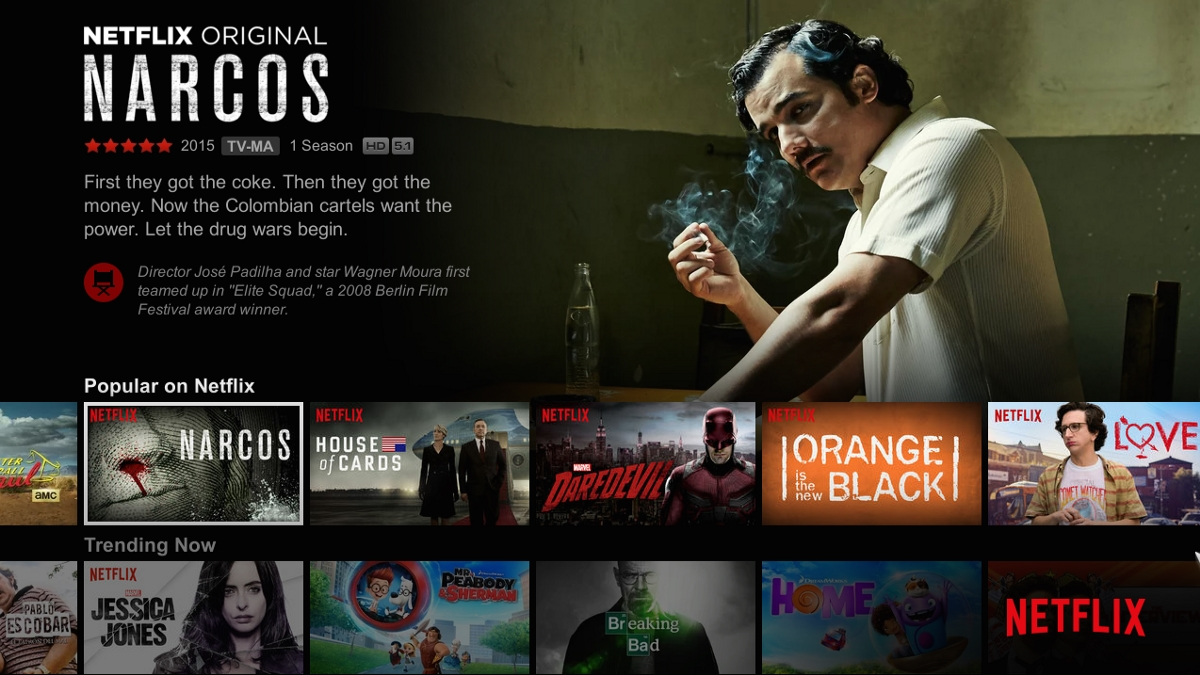 NETFLIX ORIGINAL
NARCOS
2015 TV-MA 1 Season HD 5.1
First they got the coke. Then they got the
money. Now the Colombian cartels want the
power. Let the drug wars begin.
Director José Padilha and star Wagner Moura first
teamed up in "Elite Squad," a 2008 Berlin Film
Festival award winner.
Popular on Netflix
amc
NETFLIX
NARCOS
NETFLIX
HOUSE
of CARDS
NETFLIX
MARVEL
DAREDEVIL
NETFLIX
ORANGE
is the new BLACK
NETFLIX
LOVE
Trending Now
PABLO
ESCOBAR
NETFLIX
MARVEL
JESSICA
JONES
MR.
PEABODY
& SHERMAN
Breaking
Bad
DREAMWORKS
HOME
NETFLIX